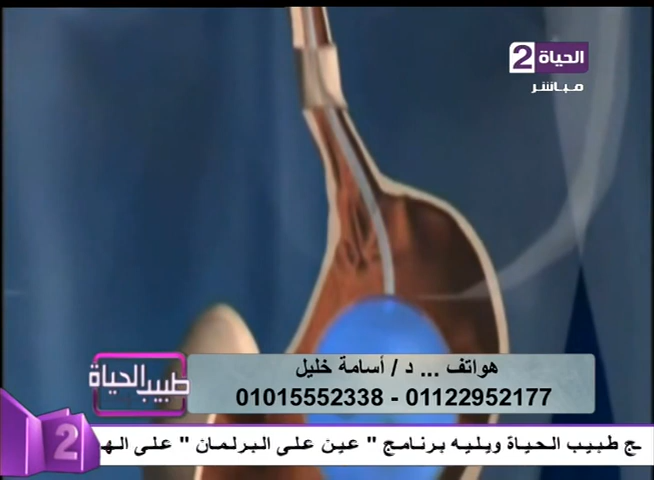 الحياة 2
مباشر
هواتف ... د / أسامة خليل
01015552338 - 01122952177
طبيب الحياة
2
ج طبيب الحياة ويليه برنامج " عين على البرلمان " على اله